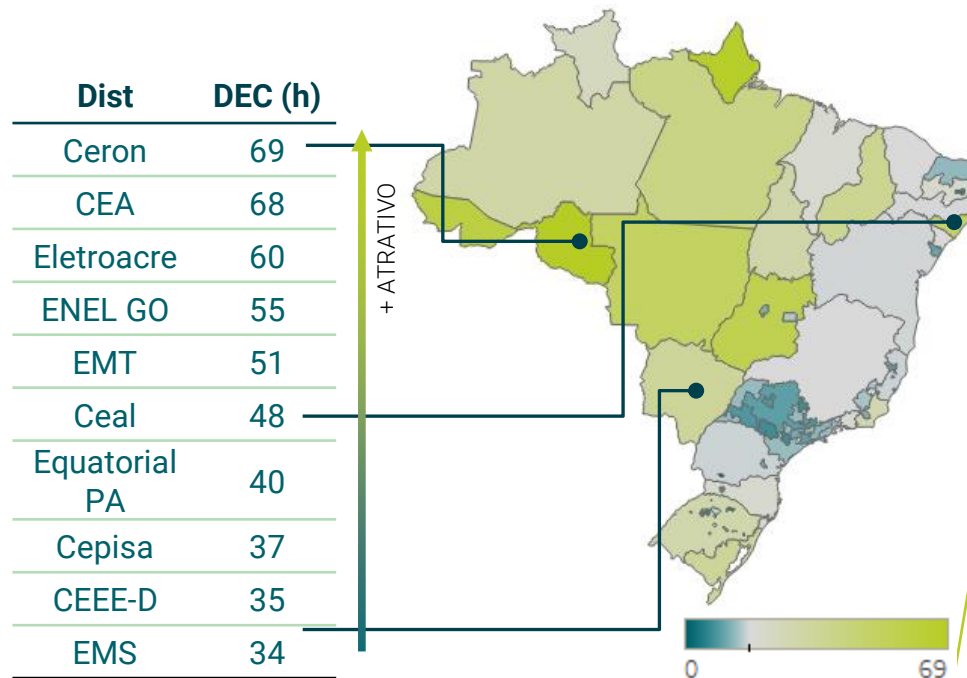 Dist DEC (h)
Ceron 69
CEA 68
Eletroacre 60
ENEL GO 55
EMT 51
Ceal 48
Equatorial
PA 40
Cepisa 37
CEEE-D 35
EMS 34
+ ATRATIVO
0 69